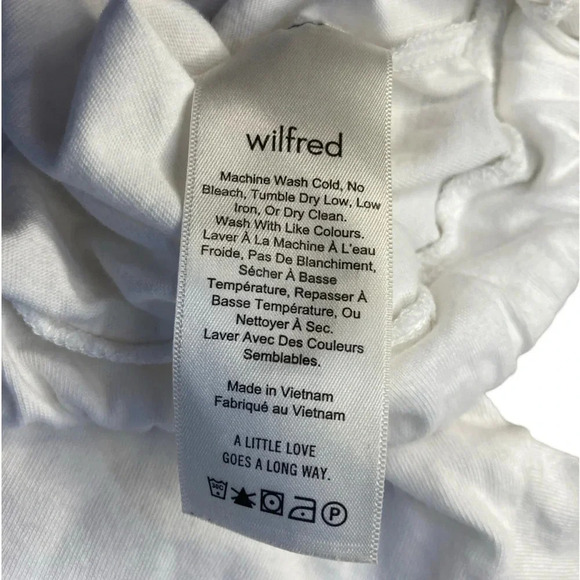 wilfred
Machine Wash Cold, No
Bleach, Tumble Dry Low, Low
Iron, Or Dry Clean.
Wash With Like Colours.
Laver À La Machine À L'eau
Froide, Pas De Blanchiment,
Sécher À Basse
Température, Repasser À
Basse Température, Ou
Nettoyer À Sec.
Laver Avec Des Couleurs
Semblables.
Made in Vietnam
Fabriqué au Vietnam
A LITTLE LOVE
GOES A LONG WAY.
30C P